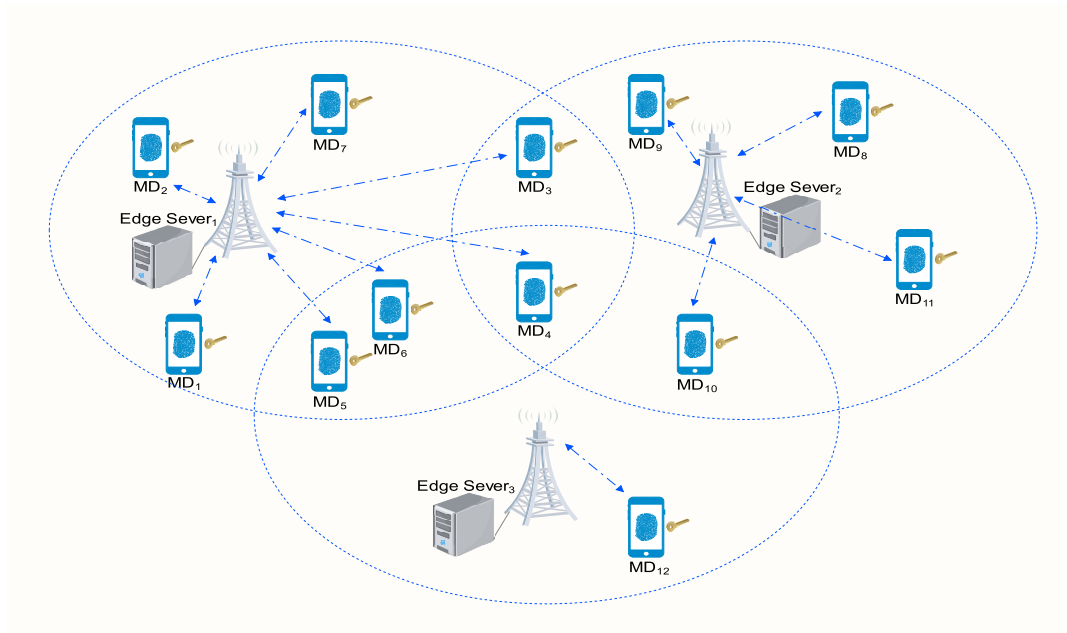 MD7
MD9
MD8
MD2
MD3
Edge Sever1
Edge Sever2
MD11
MD4
MD6
MD1
MD5
MD10
Edge Sever3
MD12